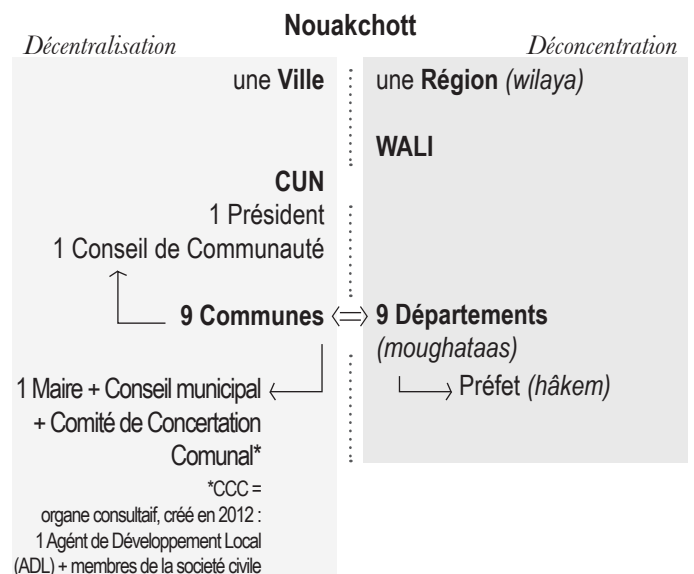 Nouakchott
Décentralisation
une Ville
CUN
1 Président
1 Conseil de Communauté
9 Communes
1 Maire + Conseil municipal
+ Comité de Concertation
Comunal*
*CCC =
organe consultaif, créé en 2012 :
1 Agént de Développement Local
(ADL) + membres de la societé civile
Déconcentration
une Région (wilaya)
WALI
9 Départements
(moughataas)
Préfet (hâkem)